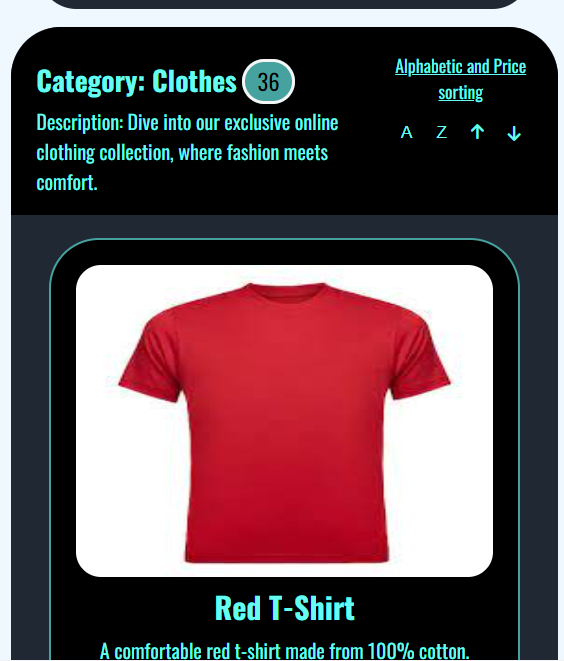 Category: Clothes 36
Description: Dive into our exclusive online
clothing collection, where fashion meets
comfort.
Alphabetic and Price
sorting
A Z ↑ ↓
Red T-Shirt
A comfortable red t-shirt made from 100% cotton.